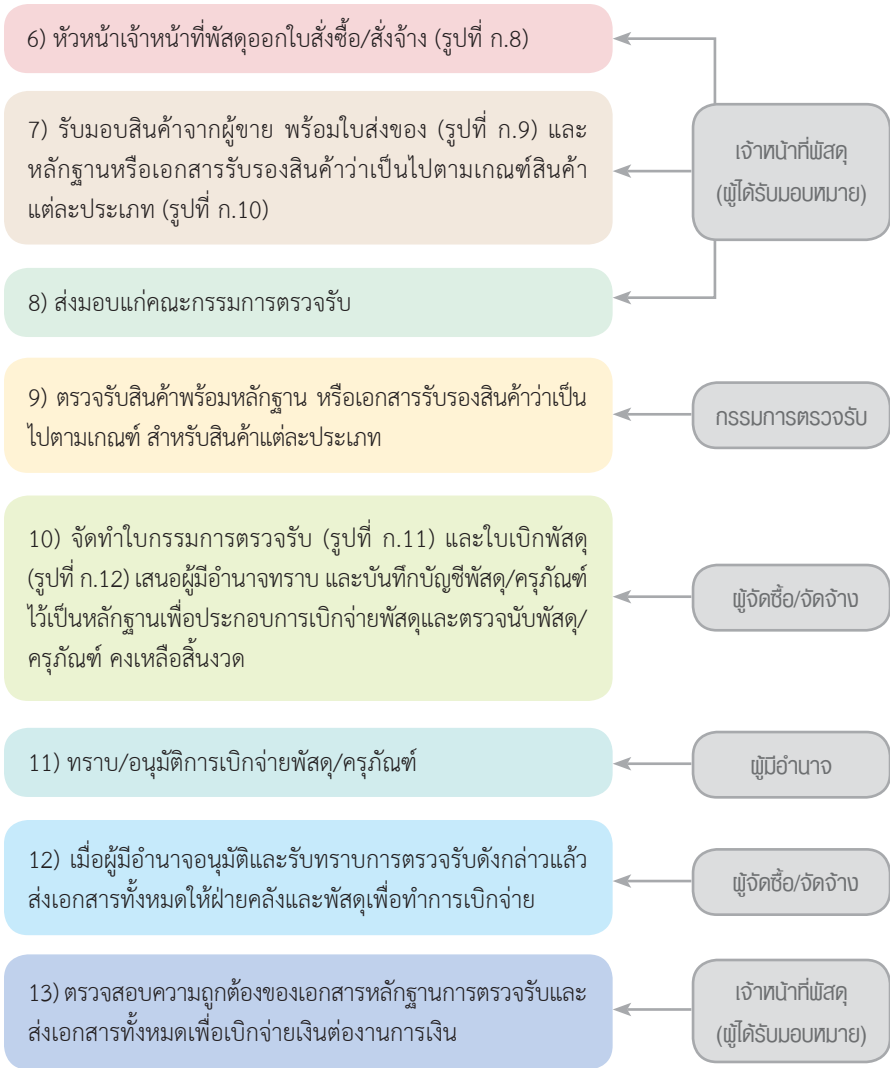 6) หัวหน้าเจ้าหน้าที่พัสดุออกใบสั่งซื้อ/สั่งจ้าง (รูปที่ ก.8)
7) รับมอบสินค้าจากผู้ขาย พร้อมใบส่งของ (รูปที่ ก.9) และ
หลักฐานหรือเอกสารรับรองสินค้าว่าเป็นไปตามเกณฑ์สินค้า
แต่ละประเภท (รูปที่ ก.10)
เจ้าหน้าที่พัสดุ
(ผู้ได้รับมอบหมาย)
8) ส่งมอบแก่คณะกรรมการตรวจรับ
9) ตรวจรับสินค้าพร้อมหลักฐาน หรือเอกสารรับรองสินค้าว่าเป็น
ไปตามเกณฑ์ สำหรับสินค้าแต่ละประเภท
กรรมการตรวจรับ
10) จัดทำใบกรรมการตรวจรับ (รูปที่ ก.11) และใบเบิกพัสดุ
(รูปที่ ก.12) เสนอผู้มีอำนาจทราบ และบันทึกบัญชีพัสดุ/ครุภัณฑ์
ไว้เป็นหลักฐานเพื่อประกอบการเบิกจ่ายพัสดุและตรวจนับพัสดุ/
ครุภัณฑ์ คงเหลือสิ้นงวด
ผู้จัดซื้อ/จัดจ้าง
11) ทราบ/อนุมัติการเบิกจ่ายพัสดุ/ครุภัณฑ์
ผู้มีอำนาจ
12) เมื่อผู้มีอำนาจอนุมัติและรับทราบการตรวจรับดังกล่าวแล้ว
ส่งเอกสารทั้งหมดให้ฝ่ายคลังและพัสดุเพื่อทำการเบิกจ่าย
ผู้จัดซื้อ/จัดจ้าง
13) ตรวจสอบความถูกต้องของเอกสารหลักฐานการตรวจรับและ
ส่งเอกสารทั้งหมดเพื่อเบิกจ่ายเงินต่องานการเงิน
เจ้าหน้าที่พัสดุ
(ผู้ได้รับมอบหมาย)